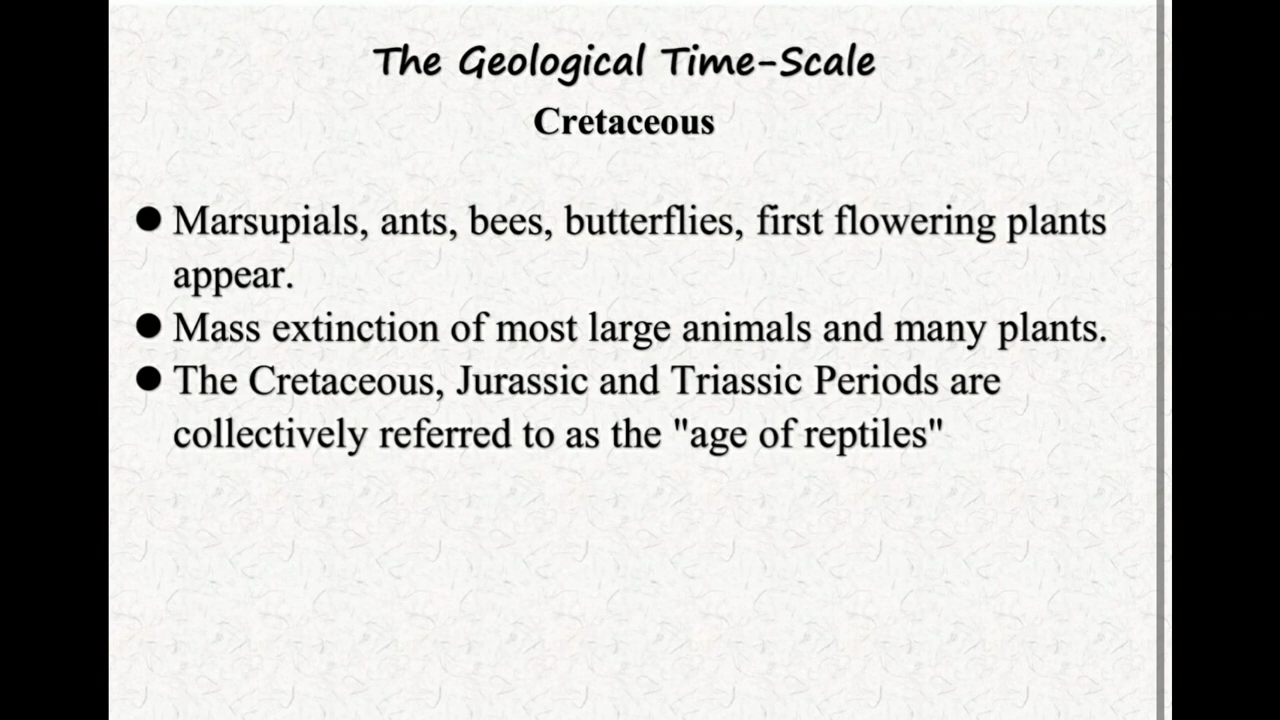 The Geological Time-Scale
Cretaceous
● Marsupials, ants, bees, butterflies, first flowering plants
appear.
● Mass extinction of most large animals and many plants.
● The Cretaceous, Jurassic and Triassic Periods are
collectively referred to as the "age of reptiles"